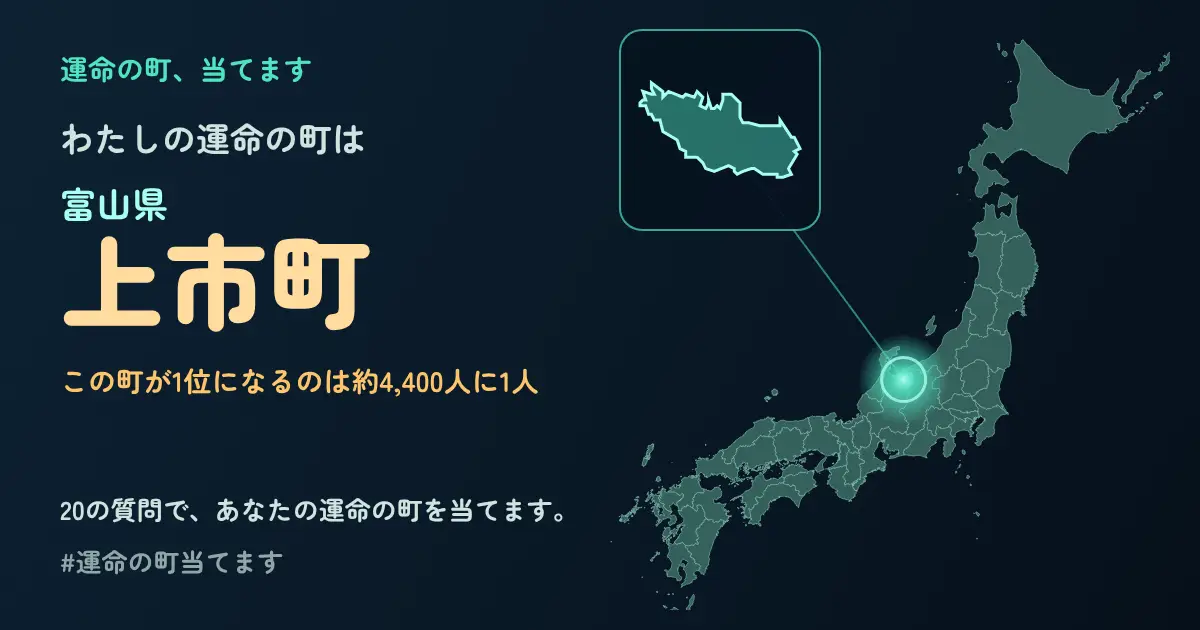 運命の町、当てます
わたしの運命の町は
富山県
上市町
この町が1位になるのは約4,400人に1人
20の質問で、あなたの運命の町を当てます。
#運命の町当てます